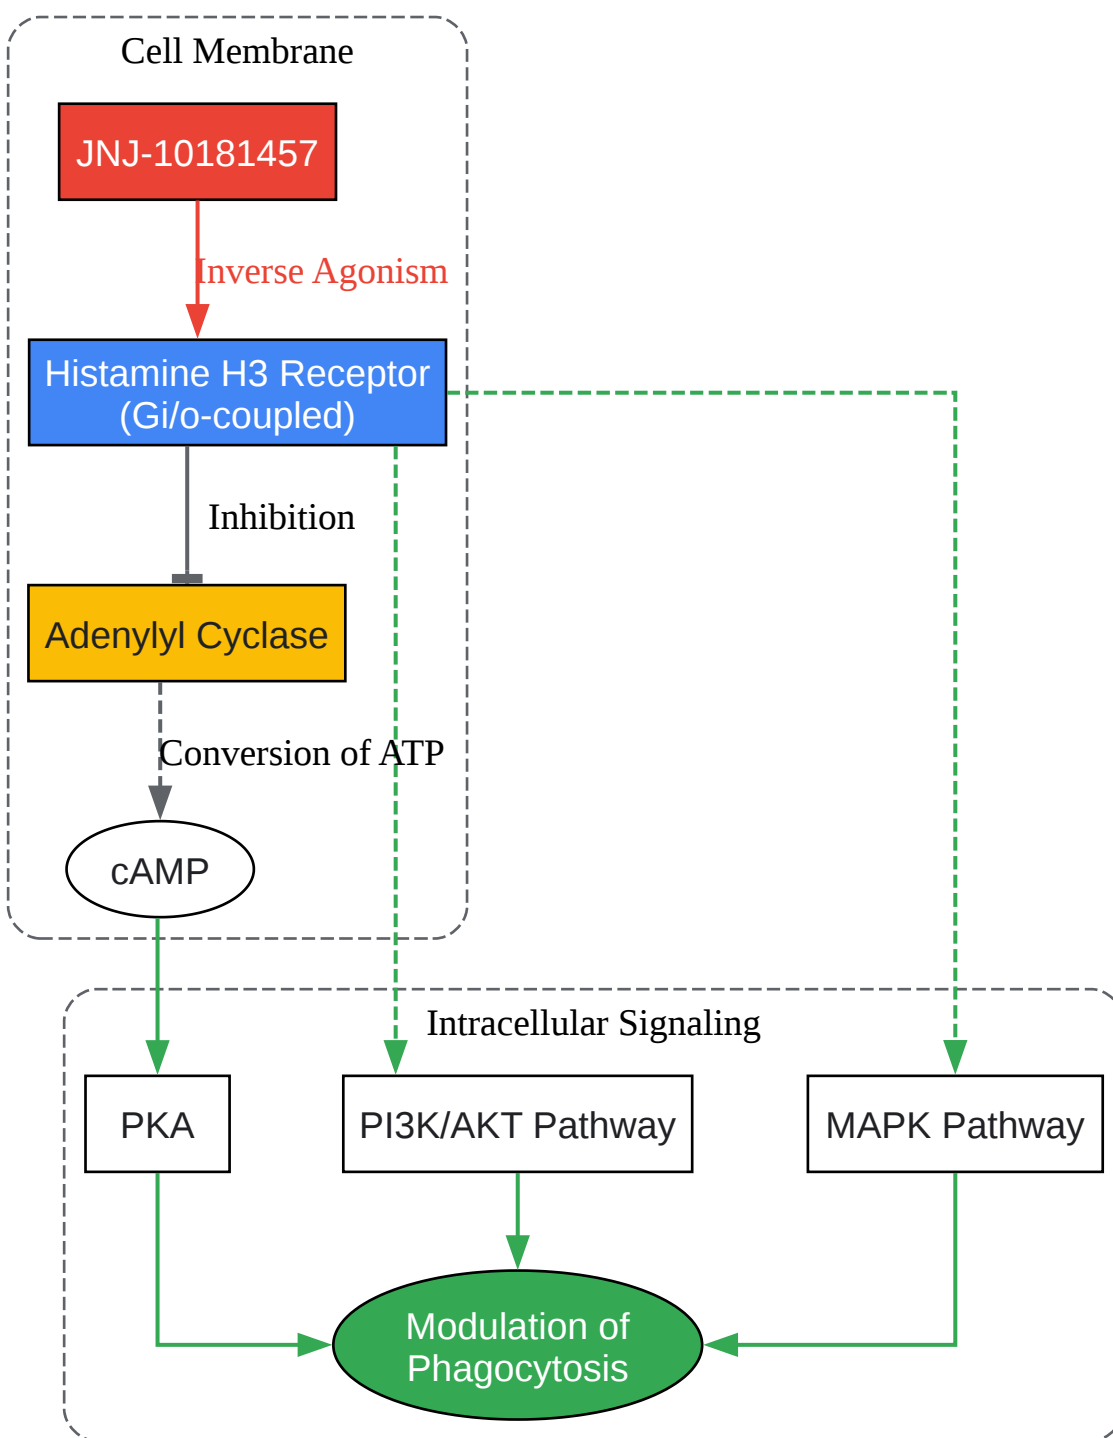 Cell Membrane
JNJ-10181457
Inverse Agonism
Histamine H3 Receptor
(Gi/o-coupled)
Inhibition
Adenylyl Cyclase
Conversion of ATP
cAMP
Intracellular Signaling
PKA
PI3K/AKT Pathway
MAPK Pathway
Modulation of
Phagocytosis